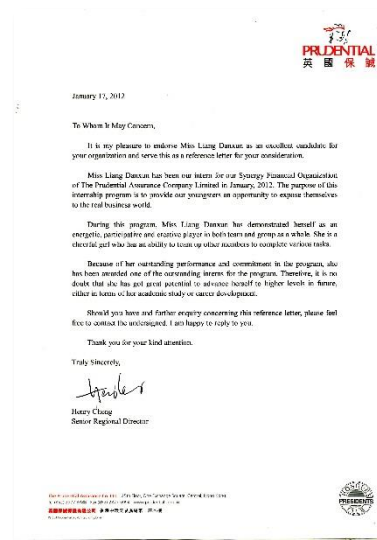 PRUDENTIAL
英國保誠
January 17, 2012
To Whom It May Concern,
It is my pleasure to endorse Miss Liang Danxun as an excellent candidate for
your organization and serve this as a reference letter for your consideration.
Miss Liang Danxun has been our intern for our Synergy Financial Organization
of The Prudential Assurance Company Limited in January, 2012. The purpose of this
internship program is to provide our youngsters an opportunity to expose themselves
to the real business world.
During this program, Miss Liang Danxun has demonstrated herself as an
energetic, participative and creative player in both team and group as a whole. She is a
cheerful girl who has an ability to team up other members to complete various tasks.
Because of her outstanding performance and commitment in the program, she
has been awarded one of the outstanding interns for the program. Therefore, it is no
doubt that she has got great potential to advance herself to higher levels in future,
either in terms of her academic study or career development.
Should you have and further enquiry concerning this reference letter, please feel
free to contact the undersigned. I am happy to reply to you.
Thank you for your kind attention.
Truly Sincerely,
Henry Chong
Senior Regional Director
PRESIDENTS